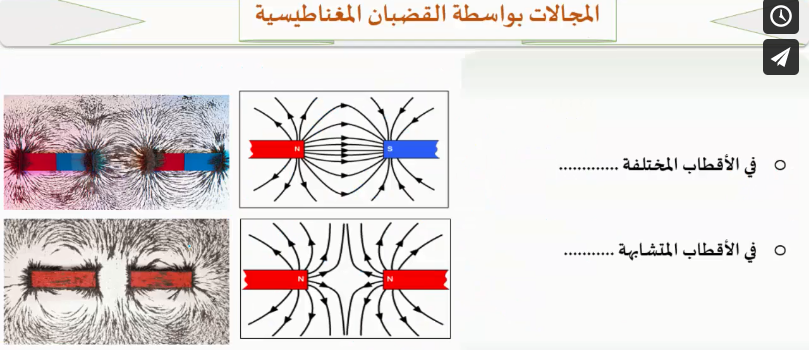 المجالات بواسطة القضبان المغناطيسية
N S
○ في الأقطاب المختلفة .............
N N
○ في الأقطاب المتشابهة ...........